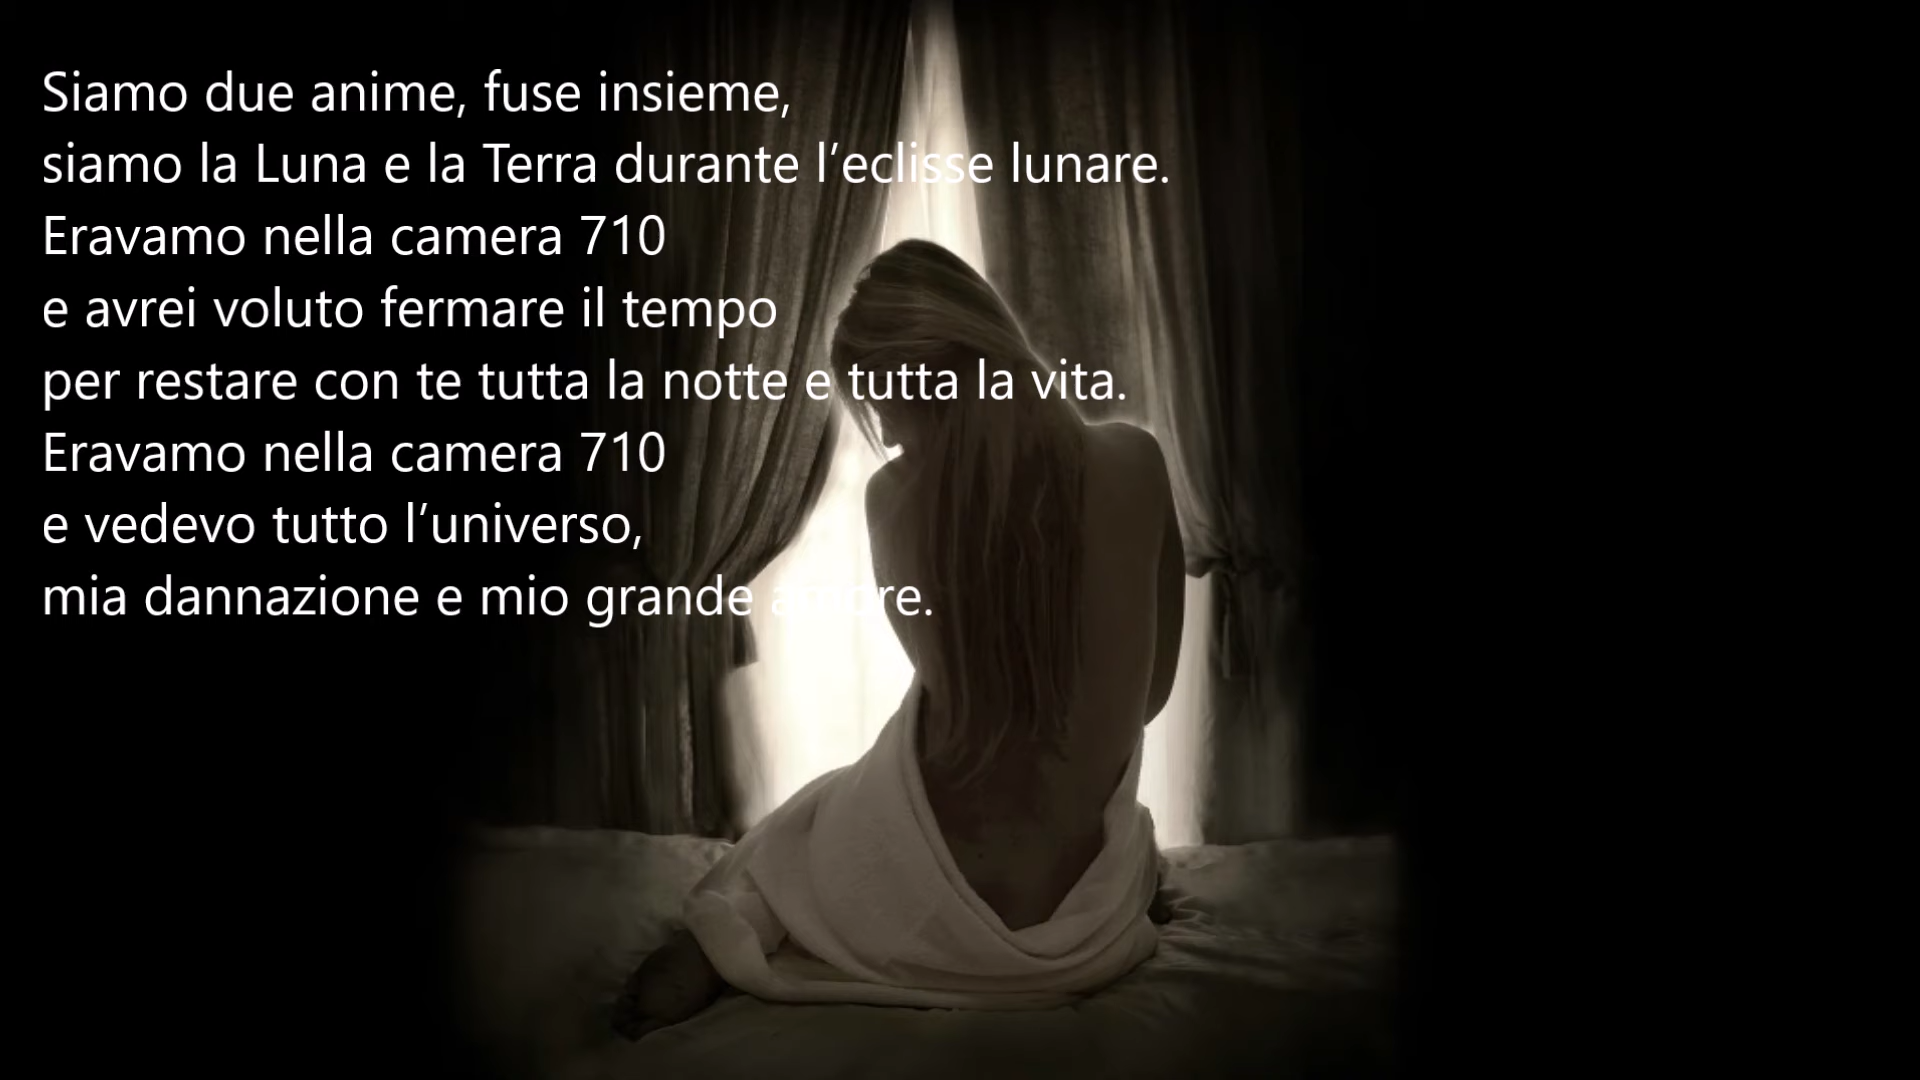 Siamo due anime, fuse insieme,
siamo la Luna e la Terra durante l’eclisse lunare.
Eravamo nella camera 710
e avrei voluto fermare il tempo
per restare con te tutta la notte e tutta la vita.
Eravamo nella camera 710
e vedevo tutto l’universo,
mia dannazione e mio grande amore.